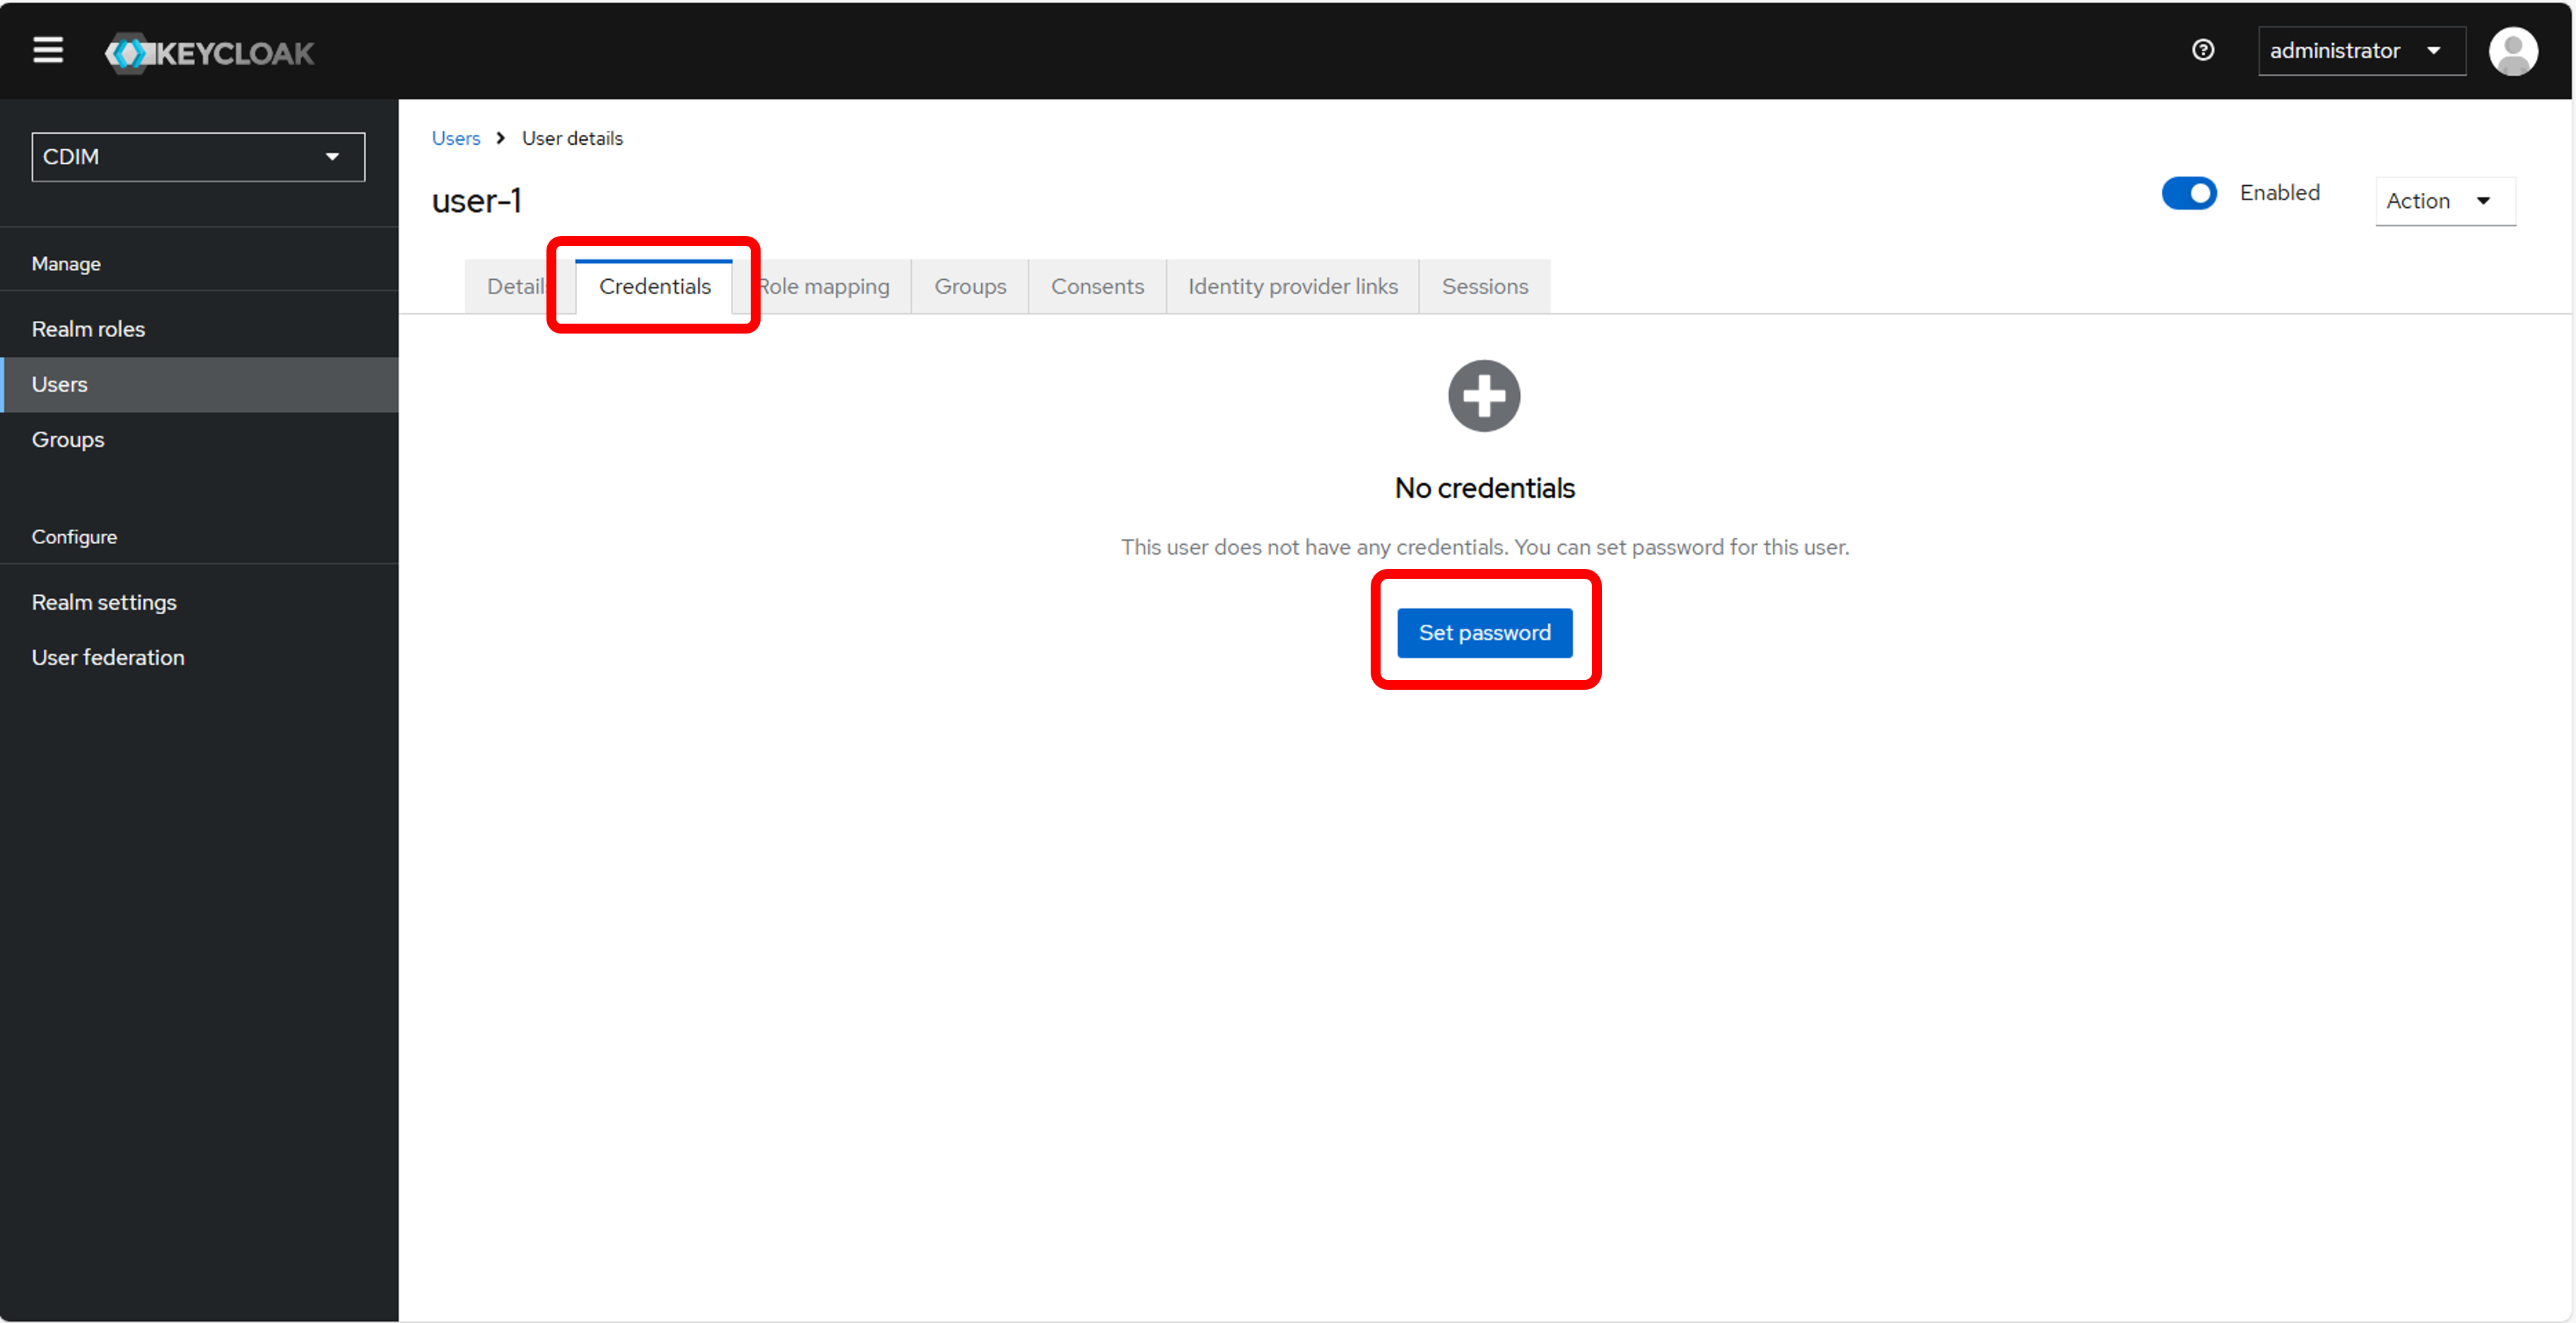 KEYCLOAK
administrator
CDIM
Manage
Realm roles
Users
Groups
Configure
Realm settings
User federation
Users > User details
user-1
Enabled
Action
Details Credentials Role mapping Groups Consents Identity provider links Sessions
No credentials
This user does not have any credentials. You can set password for this user.
Set password